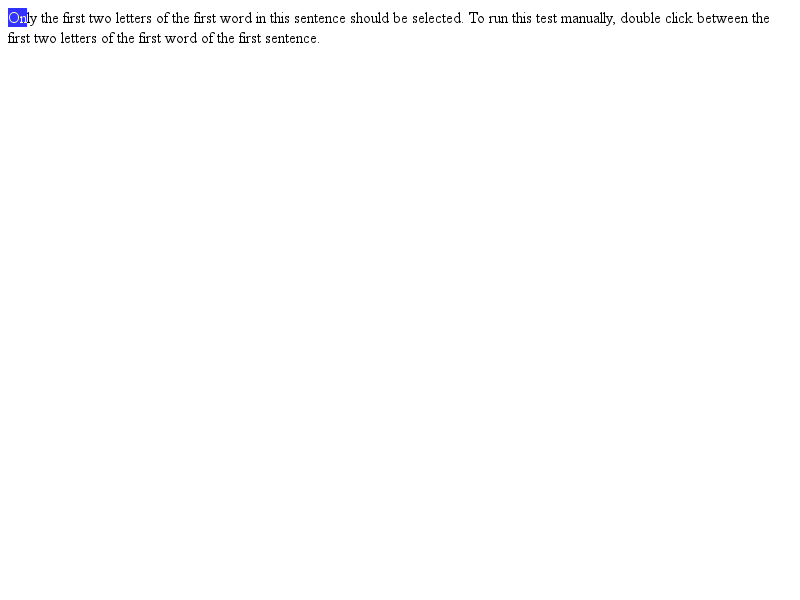 Only the first two letters of the first word in this sentence should be selected. To run this test manually, double click between the
first two letters of the first word of the first sentence.